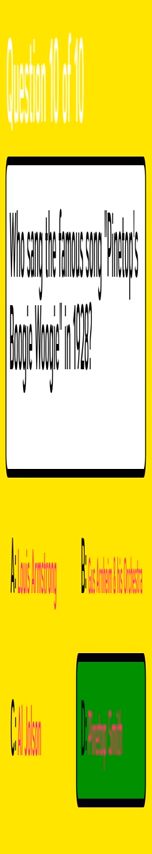 Question 10 of 10
Who sang the famous song "Pinetop's
Boogie Woogie" in 1928?
A: Louis Armstrong
B: Gus Arnheim & his Orchestra
C: Al Jolson
D: Pinetop Smith